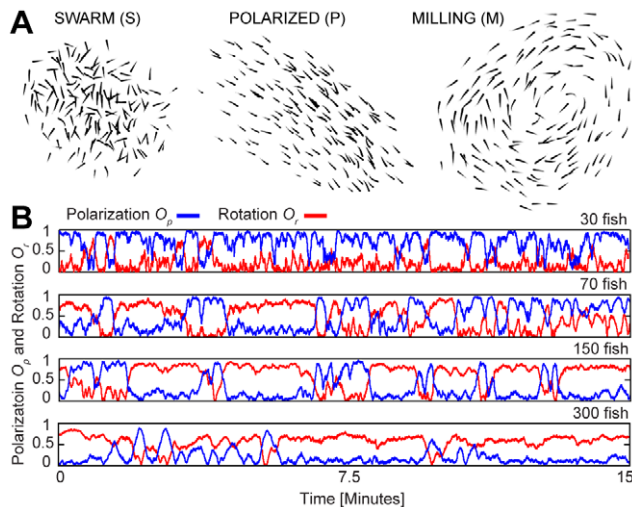 A
SWARM (S)
POLARIZED (P)
MILLING (M)
B
Polarization Op
Rotation Or
30 fish
1
0.5
0
70 fish
1
0.5
0
150 fish
1
0.5
0
300 fish
1
0.5
0
Polarizatoin Op and Rotation Or
0
7.5
15
Time [Minutes]